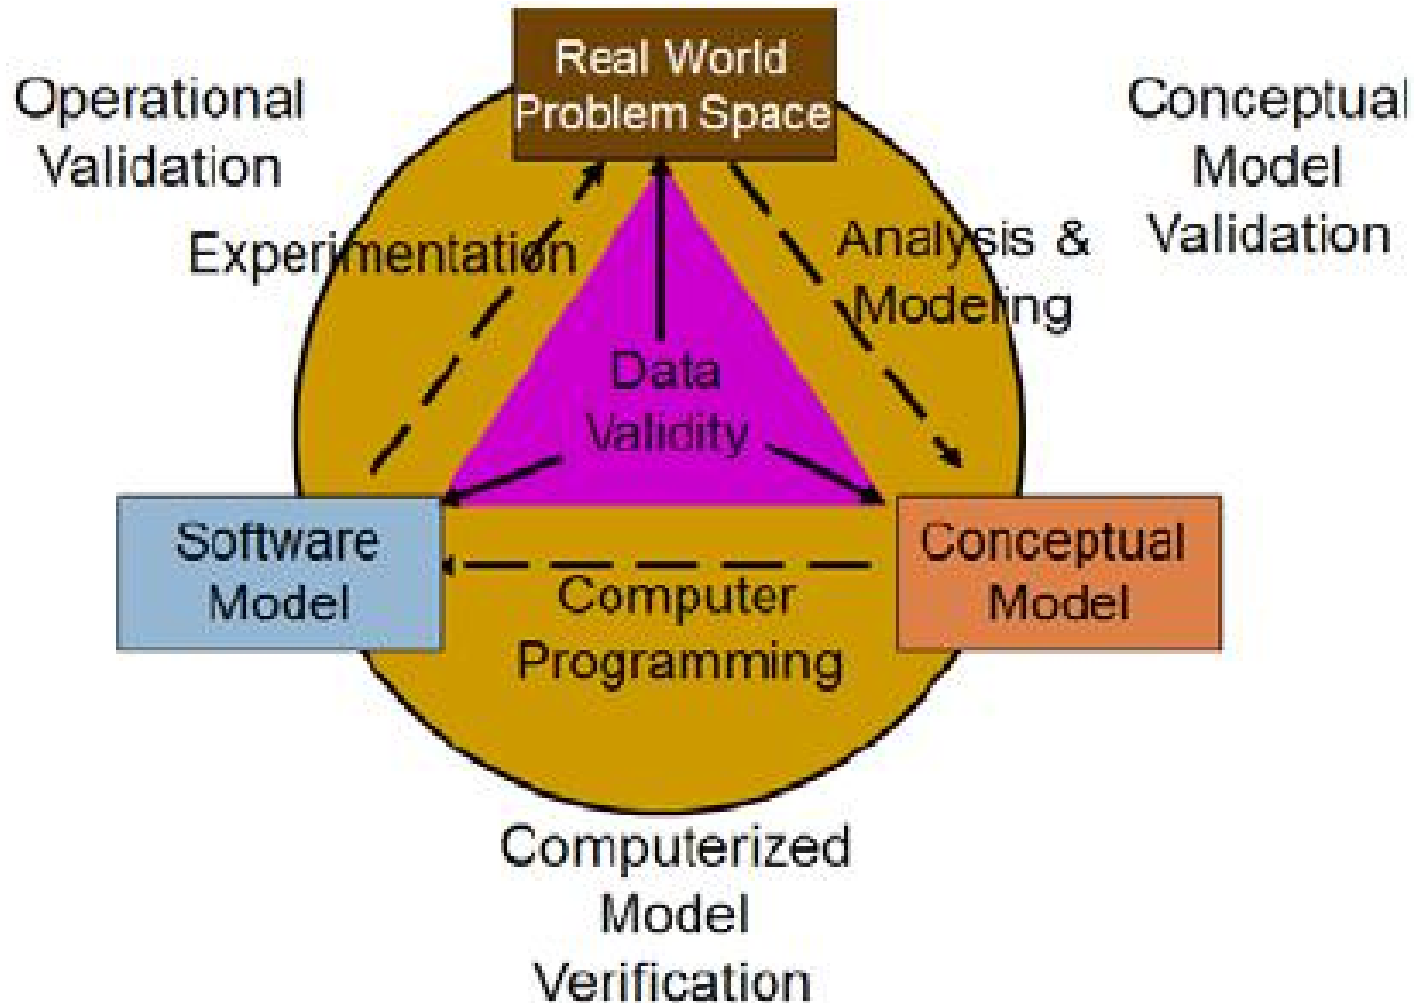 Real World
Problem Space
Operational
Validation
Conceptual
Model
Validation
Experimentation
Analysis &
Modeling
Data
Validity
Software
Model
Conceptual
Model
Computer
Programming
Computerized
Model
Verification